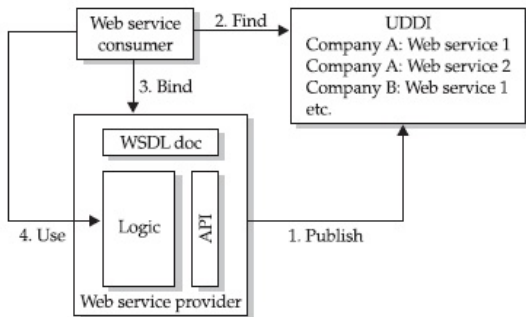 Web service
consumer
2. Find
UDDI
Company A: Web service 1
Company A: Web service 2
Company B: Web service 1
etc.
3. Bind
WSDL doc
Logic
API
4. Use
1. Publish
Web service provider